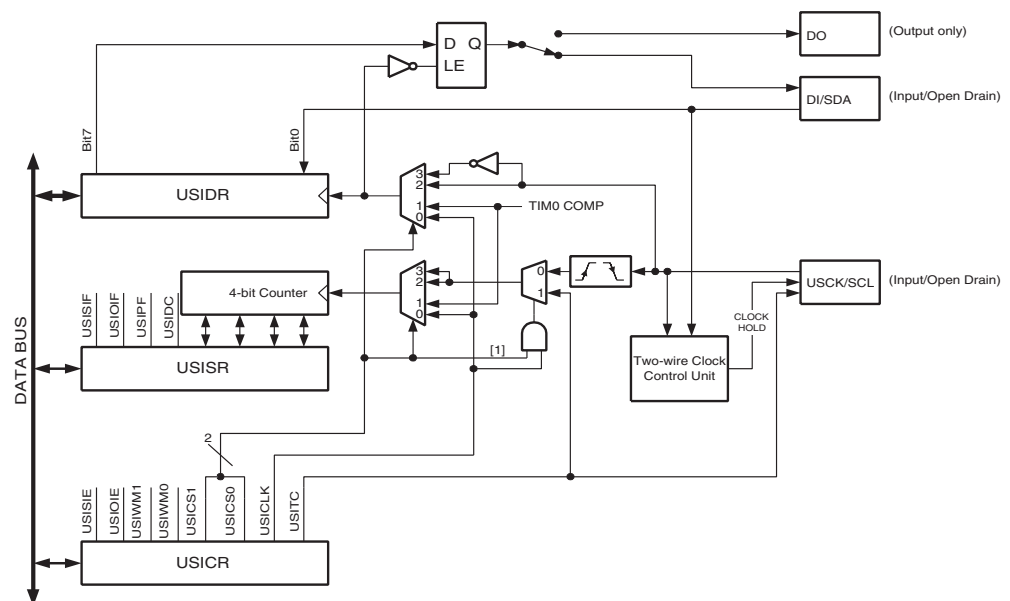 D Q
LE
DO
(Output only)
DI/SDA
(Input/Open Drain)
Bit7
Bit0
USIDR
3
2
1
0
TIM0 COMP
DATA BUS
4-bit Counter
USISIF
USIOIF
USIPF
USIDC
USISR
3
2
1
0
0
1
[1]
USCK/SCL
(Input/Open Drain)
CLOCK
HOLD
Two-wire Clock
Control Unit
2
USISIE
USIOIE
USIWM1
USIWM0
USICS1
USICS0
USICLK
USITC
USICR